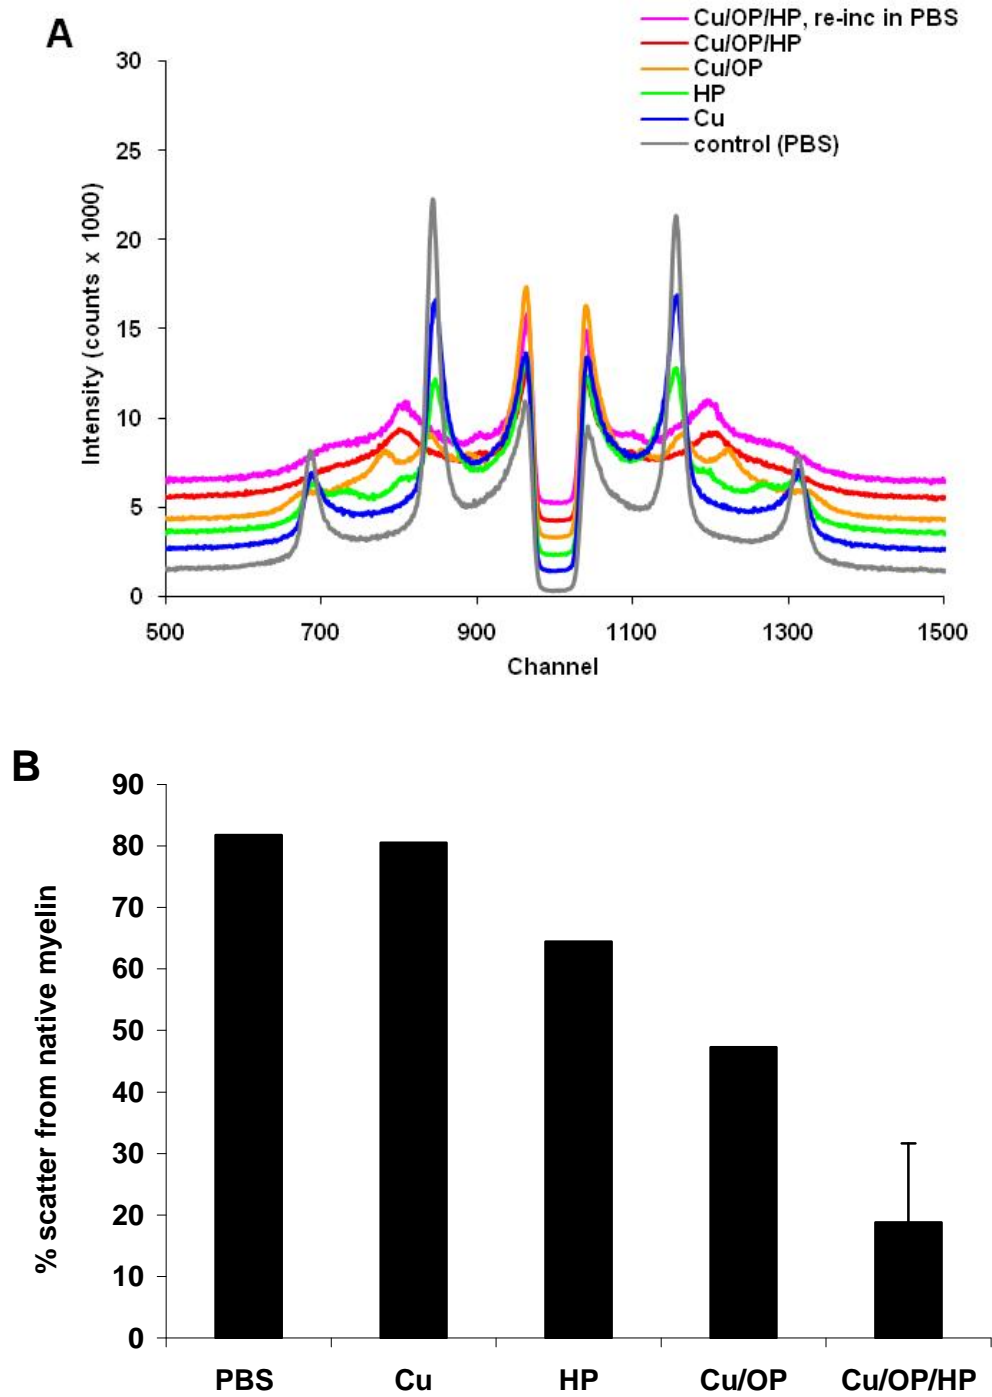 A
Cu/OP/HP, re-inc in PBS
Cu/OP/HP
Cu/OP
HP
Cu
control (PBS)
Intensity (counts x 1000)
30
25
20
15
10
5
0
500 700 900 1100 1300 1500
Channel
B
% scatter from native myelin
90
80
70
60
50
40
30
20
10
0
PBS Cu HP Cu/OP Cu/OP/HP